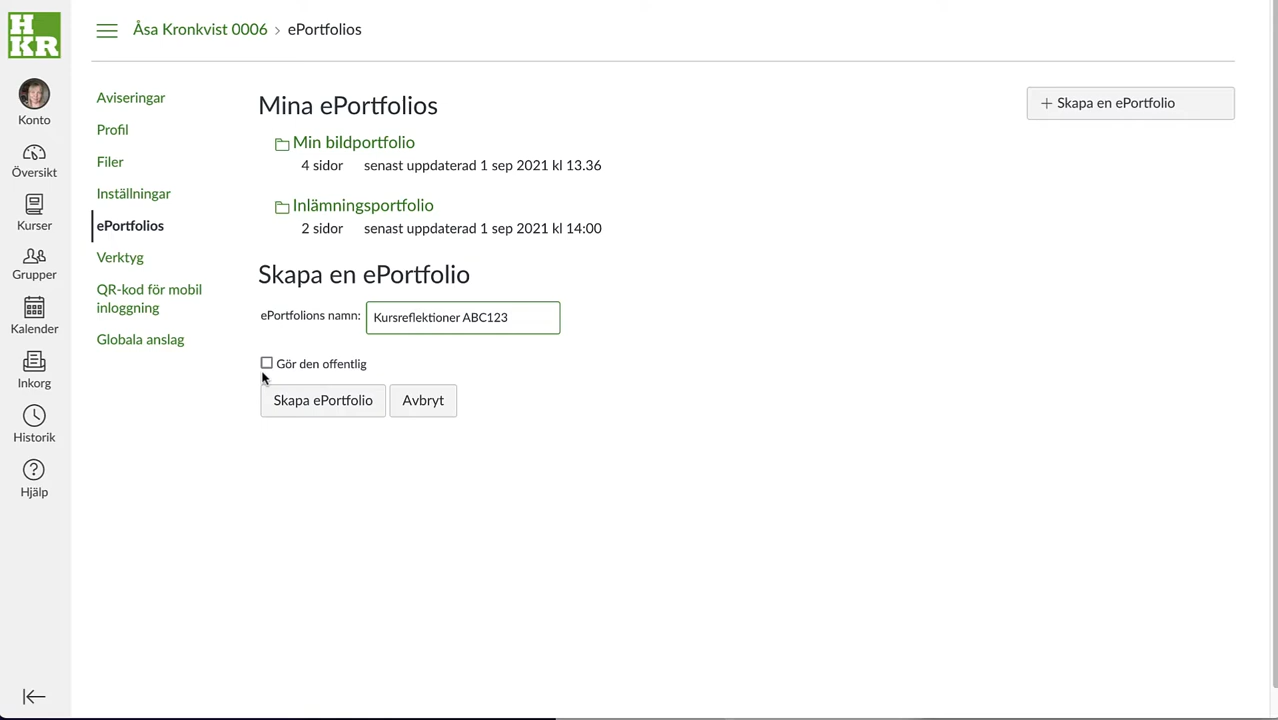 HKR
Åsa Kronkvist 0006 > ePortfolios
Konto
Översikt
Kurser
Grupper
Kalender
Inkorg
Historik
Hjälp
Aviseringar
Profil
Filer
Inställningar
ePortfolios
Verktyg
QR-kod för mobil
inloggning
Globala anslag
Mina ePortfolios
+ Skapa en ePortfolio
Min bildportfolio
4 sidor senast uppdaterad 1 sep 2021 kl 13.36
Inlämningsportfolio
2 sidor senast uppdaterad 1 sep 2021 kl 14:00
Skapa en ePortfolio
ePortfolions namn: Kursreflektioner ABC123
Gör den offentlig
Skapa ePortfolio Avbryt